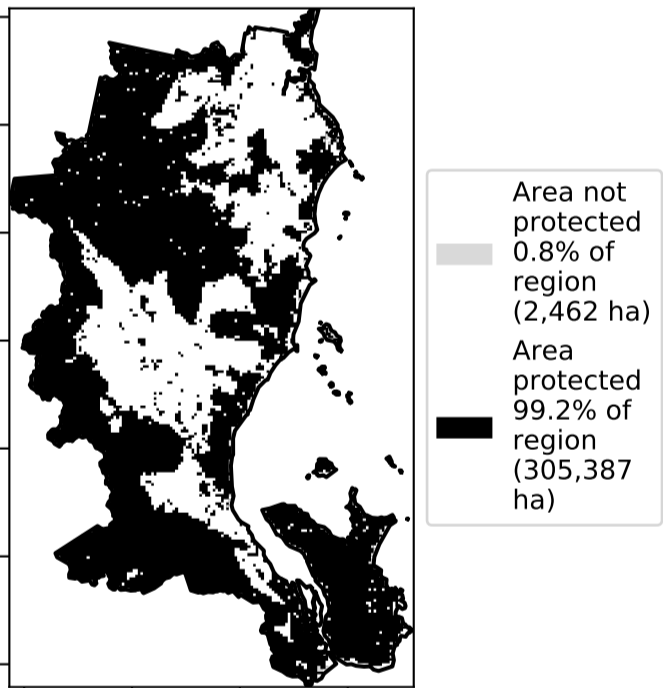 Area not
protected
0.8% of
region
(2,462 ha)
Area
protected
99.2% of
region
(305,387
ha)